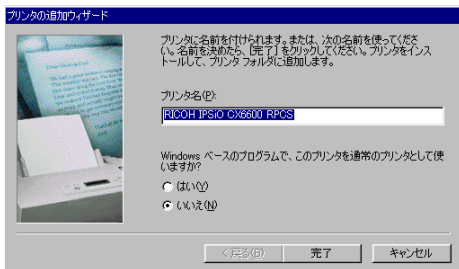 プリンタの追加ウィザード
プリンタに名前を付けられます。または、次の名前を使ってくださ
い。名前を決めたら、[完了] をクリックしてください。プリンタをインス
トールして、プリンタ フォルダに追加します。
プリンタ名(P):
RICOH IPSiO CX6600 RPCS
Windows ベースのプログラムで、このプリンタを通常のプリンタとして使
いますか?
はい(Y)
いいえ(N)
< 戻る(B)
完了
キャンセル